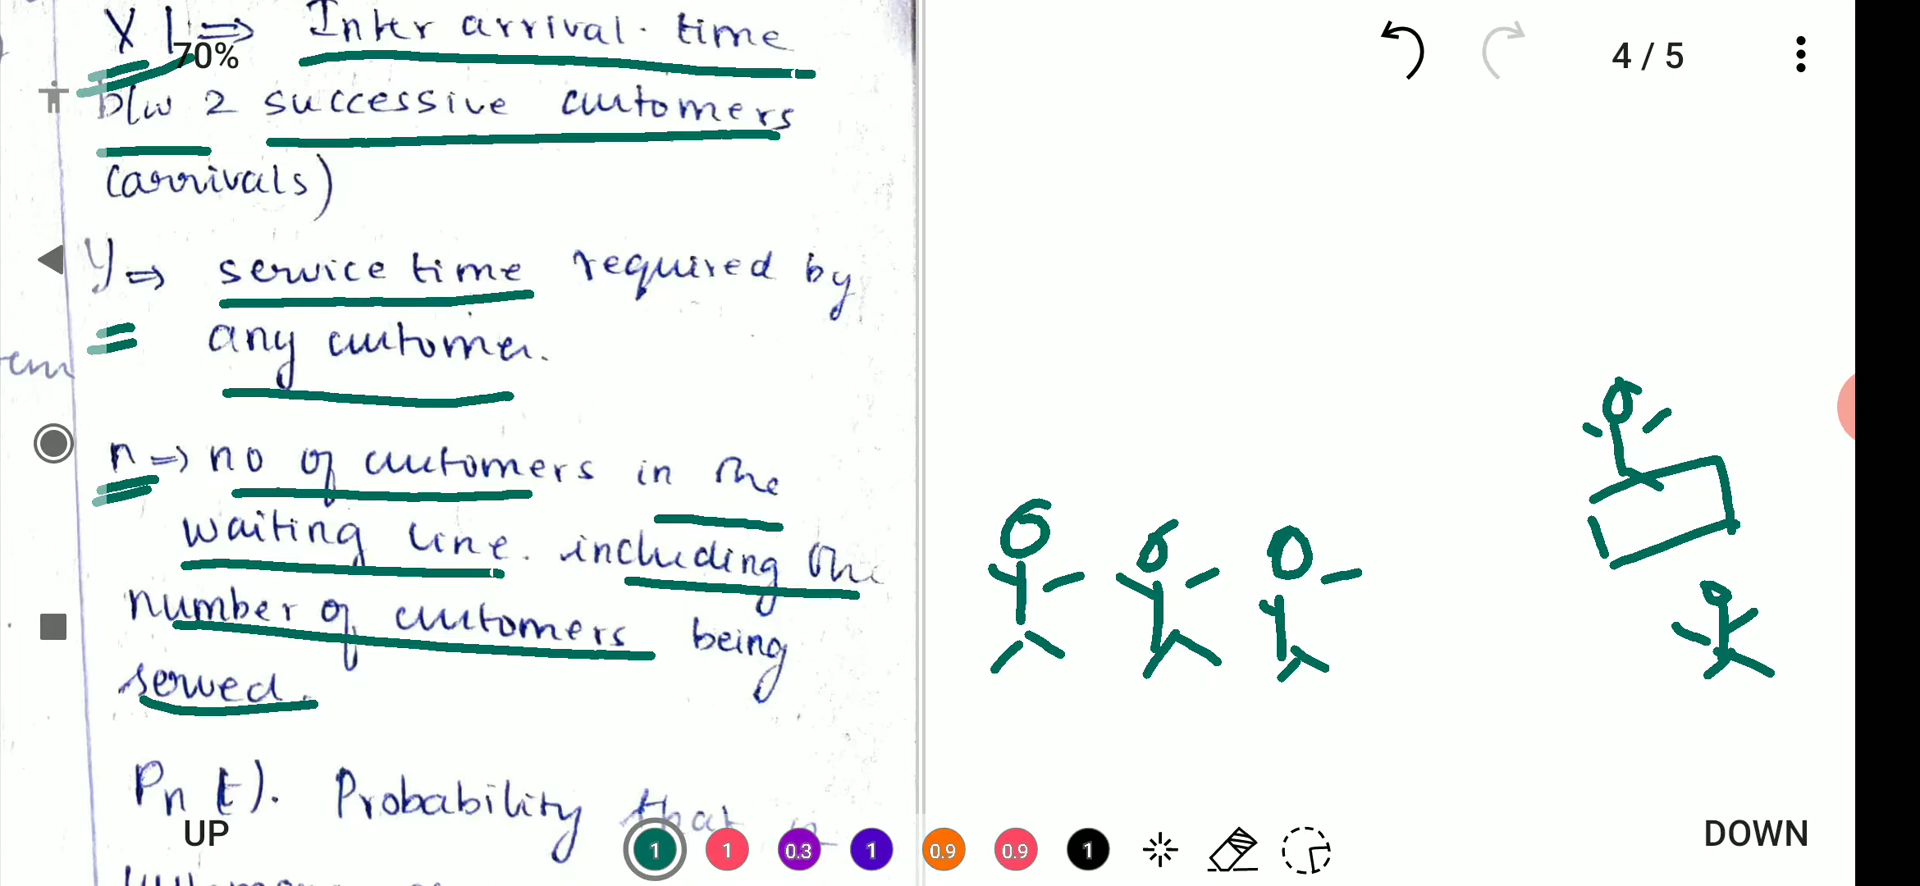 X ⇒ Inter arrival time
70%
b/w 2 successive customers
(arrivals)
Y ⇒ service time required by
any customer.
n ⇒ no of customers in the
waiting line. including the
number of customers being
served.
Pn t). Probability that
UP
4 / 5
1 1 0.3 1 0.9 0.9 1
DOWN